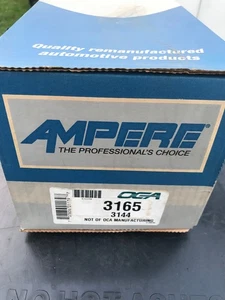 Quality remanufactured
automotive products
AMPERE
THE PROFESSIONAL'S CHOICE
OCA
3165
3144
NOT OF OCA MANUFACTURING